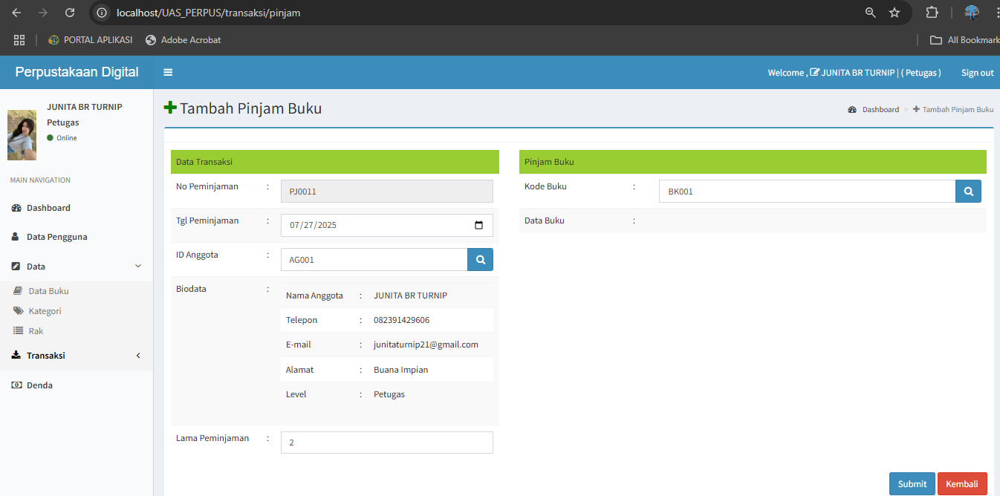 localhost/UAS_PERPUS/transaksi/pinjam
PORTAL APLIKASI
Adobe Acrobat
All Bookmark
Perpustakaan Digital
Welcome , JUNITA BR TURNIP | ( Petugas )
Sign out
JUNITA BR TURNIP
Petugas
Online
MAIN NAVIGATION
Dashboard
Data Pengguna
Data
Data Buku
Kategori
Rak
Transaksi
Denda
Tambah Pinjam Buku
Dashboard > Tambah Pinjam Buku
Data Transaksi
No Peminjaman : PJ0011
Tgl Peminjaman : 07/27/2025
ID Anggota : AG001
Biodata :
Nama Anggota : JUNITA BR TURNIP
Telepon : 082391429606
E-mail : junitaturnip21@gmail.com
Alamat : Buana Impian
Level : Petugas
Lama Peminjaman : 2
Pinjam Buku
Kode Buku : BK001
Data Buku :
Submit
Kembali